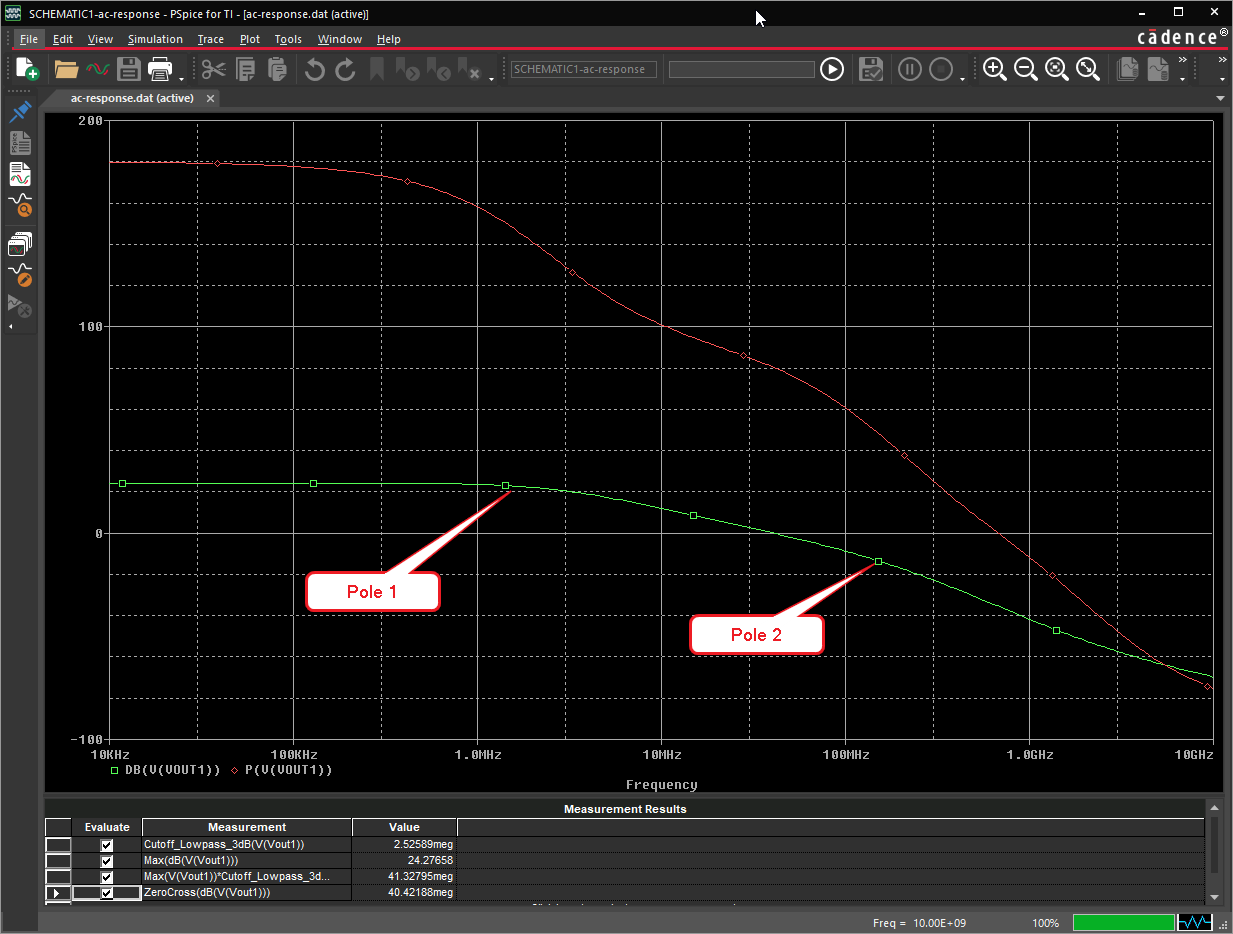 SCHEMATIC1-ac-response - PSpice for TI - [ac-response.dat (active)]
File Edit View Simulation Trace Plot Tools Window Help
cādence®
SCHEMATIC1-ac-response
ac-response.dat (active)
200
100
0
-100
Pole 1
Pole 2
10KHz 100KHz 1.0MHz 10MHz 100MHz 1.0GHz 10GHz
DB(V(VOUT1)) P(V(VOUT1))
Frequency
Measurement Results
Evaluate Measurement Value
Cutoff_Lowpass_3dB(V(Vout1)) 2.52589meg
Max(dB(V(Vout1))) 24.27658
Max(V(Vout1))*Cutoff_Lowpass_3d... 41.32795meg
ZeroCross(dB(V(Vout1))) 40.42188meg
Freq = 10.00E+09 100%